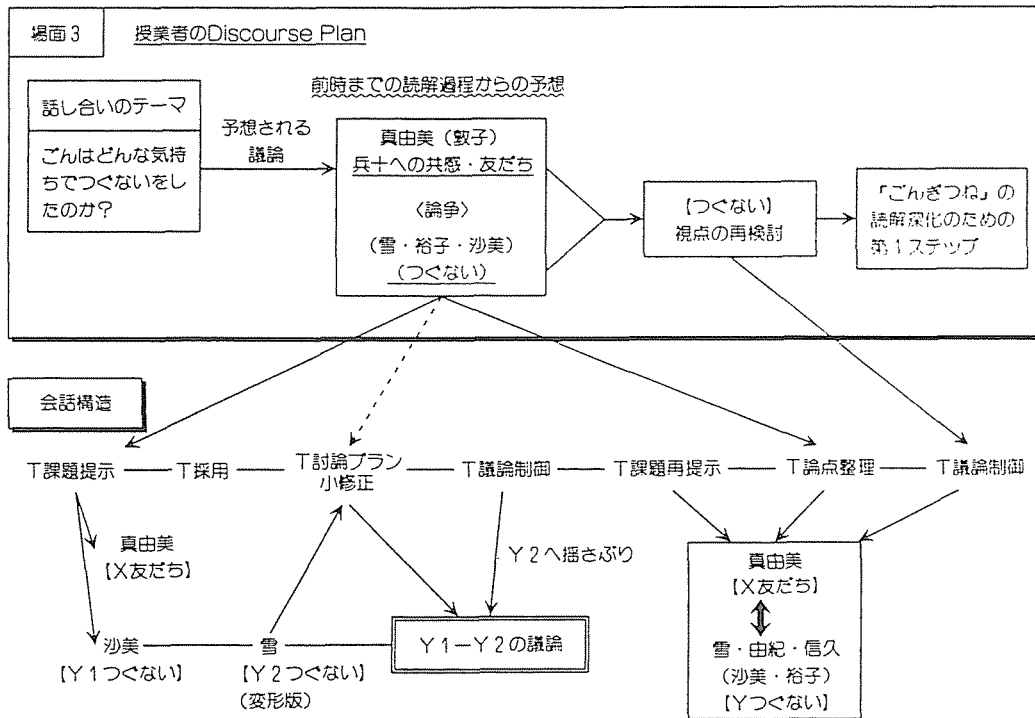 場面3
授業者のDiscourse Plan
前時までの読解過程からの予想
話し合いのテーマ
ごんはどんな気持
ちでつぐないをし
たのか？
予想される
議論
真由美（敦子）
兵十への共感・友だち
〈論争〉
（雪・裕子・沙美）
（つぐない）
【つぐない】
視点の再検討
「ごんぎつね」の
読解深化のための
第1ステップ
会話構造
T課題提示
T採用
T討論プラン
小修正
T議論制御
T課題再提示
T論点整理
T議論制御
真由美
【X友だち】
Y2へ揺さぶり
沙美
【Y1つぐない】
雪
【Y2つぐない】
（変形版）
Y1－Y2の議論
真由美
【X友だち】
雪・由紀・信久
（沙美・裕子）
【Yつぐない】